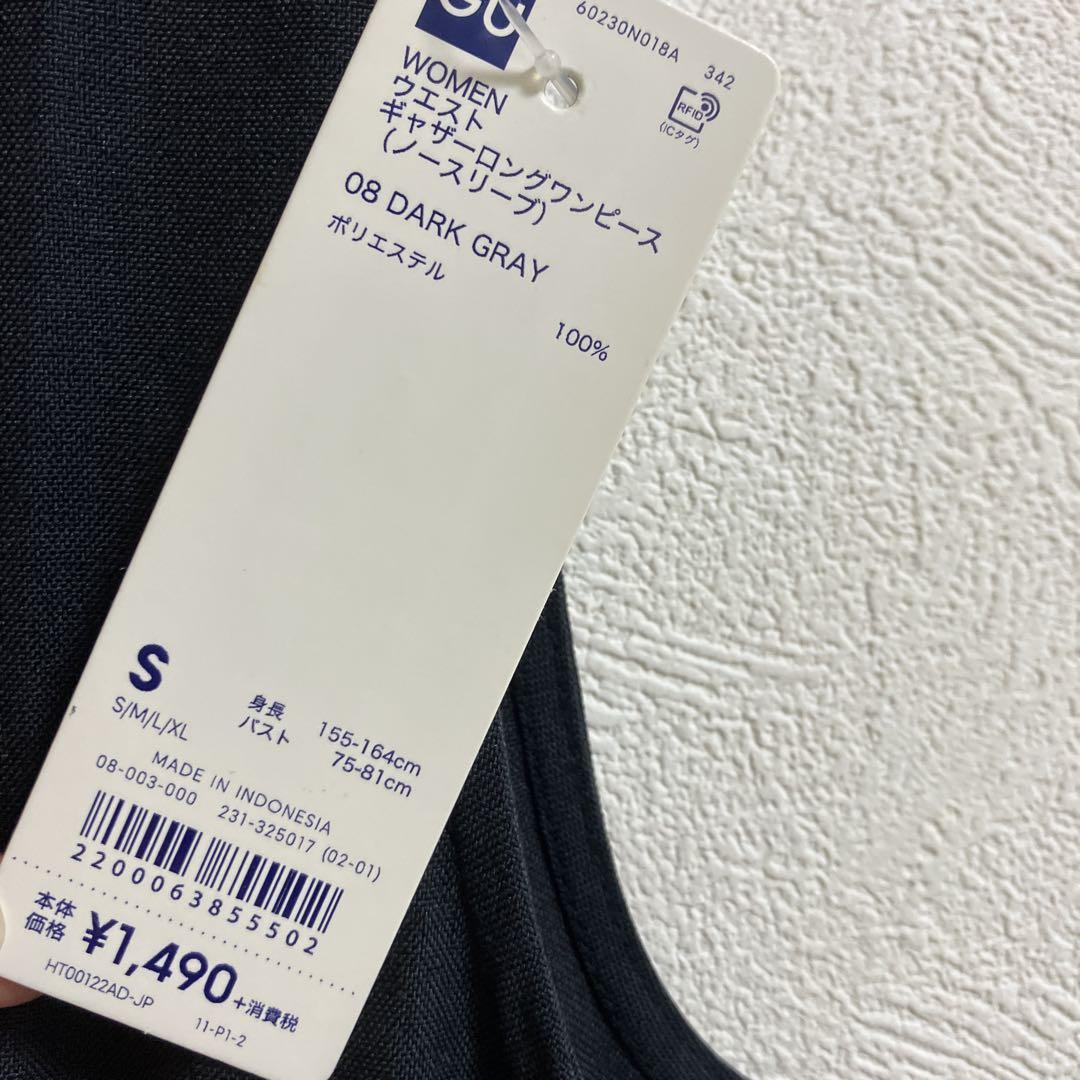 GU
60230N018A 342
RFID
(ICタグ)
WOMEN
ウエスト
ギャザーロングワンピース
(ノースリーブ)
08 DARK GRAY
ポリエステル 100%
S
S/M/L/XL
身長 155-164cm
バスト 75-81cm
MADE IN INDONESIA
08-003-000 231-325017 (02-01)
2200063855502
本体
価格 ¥1,490+消費税
HT00122AD-JP 11-P1-2